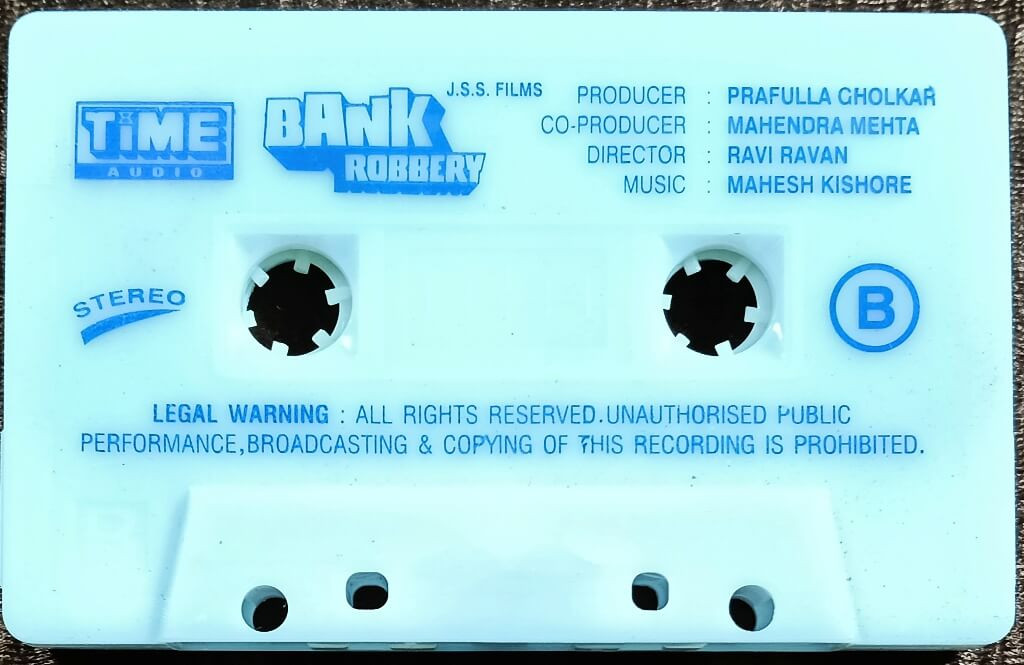 TiME
AUDIO
BANK
ROBBERY
J.S.S. FILMS
PRODUCER : PRAFULLA GHOLKAR
CO-PRODUCER : MAHENDRA MEHTA
DIRECTOR : RAVI RAVAN
MUSIC : MAHESH KISHORE
STEREO
B
LEGAL WARNING : ALL RIGHTS RESERVED.UNAUTHORISED PUBLIC
PERFORMANCE,BROADCASTING & COPYING OF THIS RECORDING IS PROHIBITED.